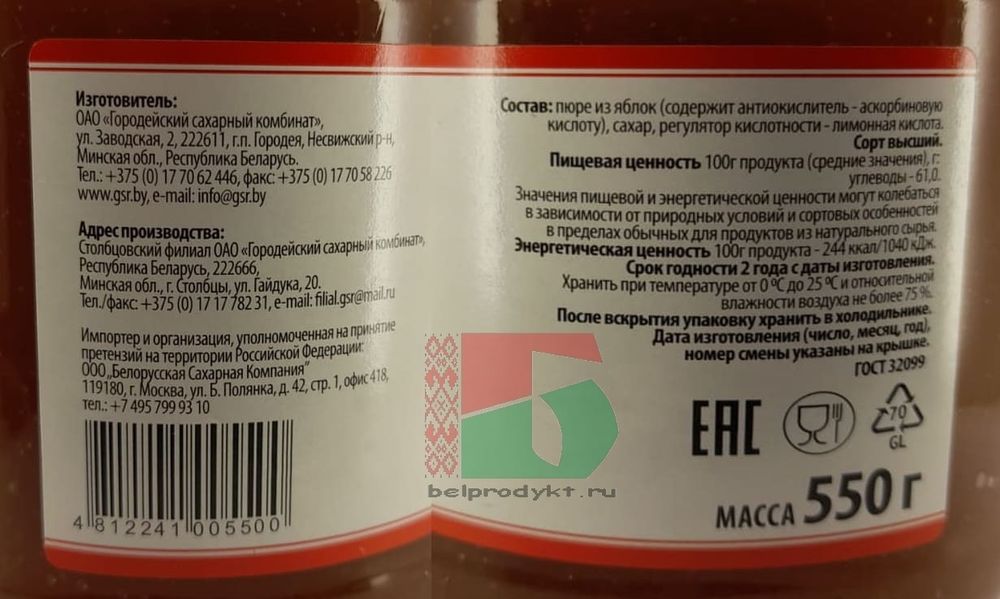 Изготовитель:
ОАО «Городейский сахарный комбинат»,
ул. Заводская, 2, 222611, г.п. Городея, Несвижский р-н,
Минская обл., Республика Беларусь.
Тел.: +375 (0) 17 70 62 446, факс: +375 (0) 17 70 58 226
www.gsr.by, e-mail: info@gsr.by
Адрес производства:
Столбцовский филиал ОАО «Городейский сахарный комбинат»,
Республика Беларусь, 222666,
Минская обл., г. Столбцы, ул. Гайдука, 20.
Тел./факс: +375 (0) 17 17 782 31, e-mail: filial.gsr@mail.ru
Импортер и организация, уполномоченная на принятие
претензий на территории Российской Федерации:
ООО „Белорусская Сахарная Компания"
119180, г. Москва, ул. Б. Полянка, д. 42, стр. 1, офис 418,
тел.: +7 495 799 93 10
4 812241 005500
Состав: пюре из яблок (содержит антиокислитель - аскорбиновую
кислоту), сахар, регулятор кислотности - лимонная кислота.
Сорт высший.
Пищевая ценность 100г продукта (средние значения), г:
углеводы - 61,0.
Значения пищевой и энергетической ценности могут колебаться
в зависимости от природных условий и сортовых особенностей
в пределах обычных для продуктов из натурального сырья.
Энергетическая ценность 100г продукта - 244 ккал/1040 кДж.
Срок годности 2 года с даты изготовления.
Хранить при температуре от 0 ºС до 25 ºС и относительной
влажности воздуха не более 75 %.
После вскрытия упаковку хранить в холодильнике.
Дата изготовления (число, месяц, год),
номер смены указаны на крышке.
ГОСТ 32099
ЕАС
70
GL
МАССА 550 г
belprodykt.ru